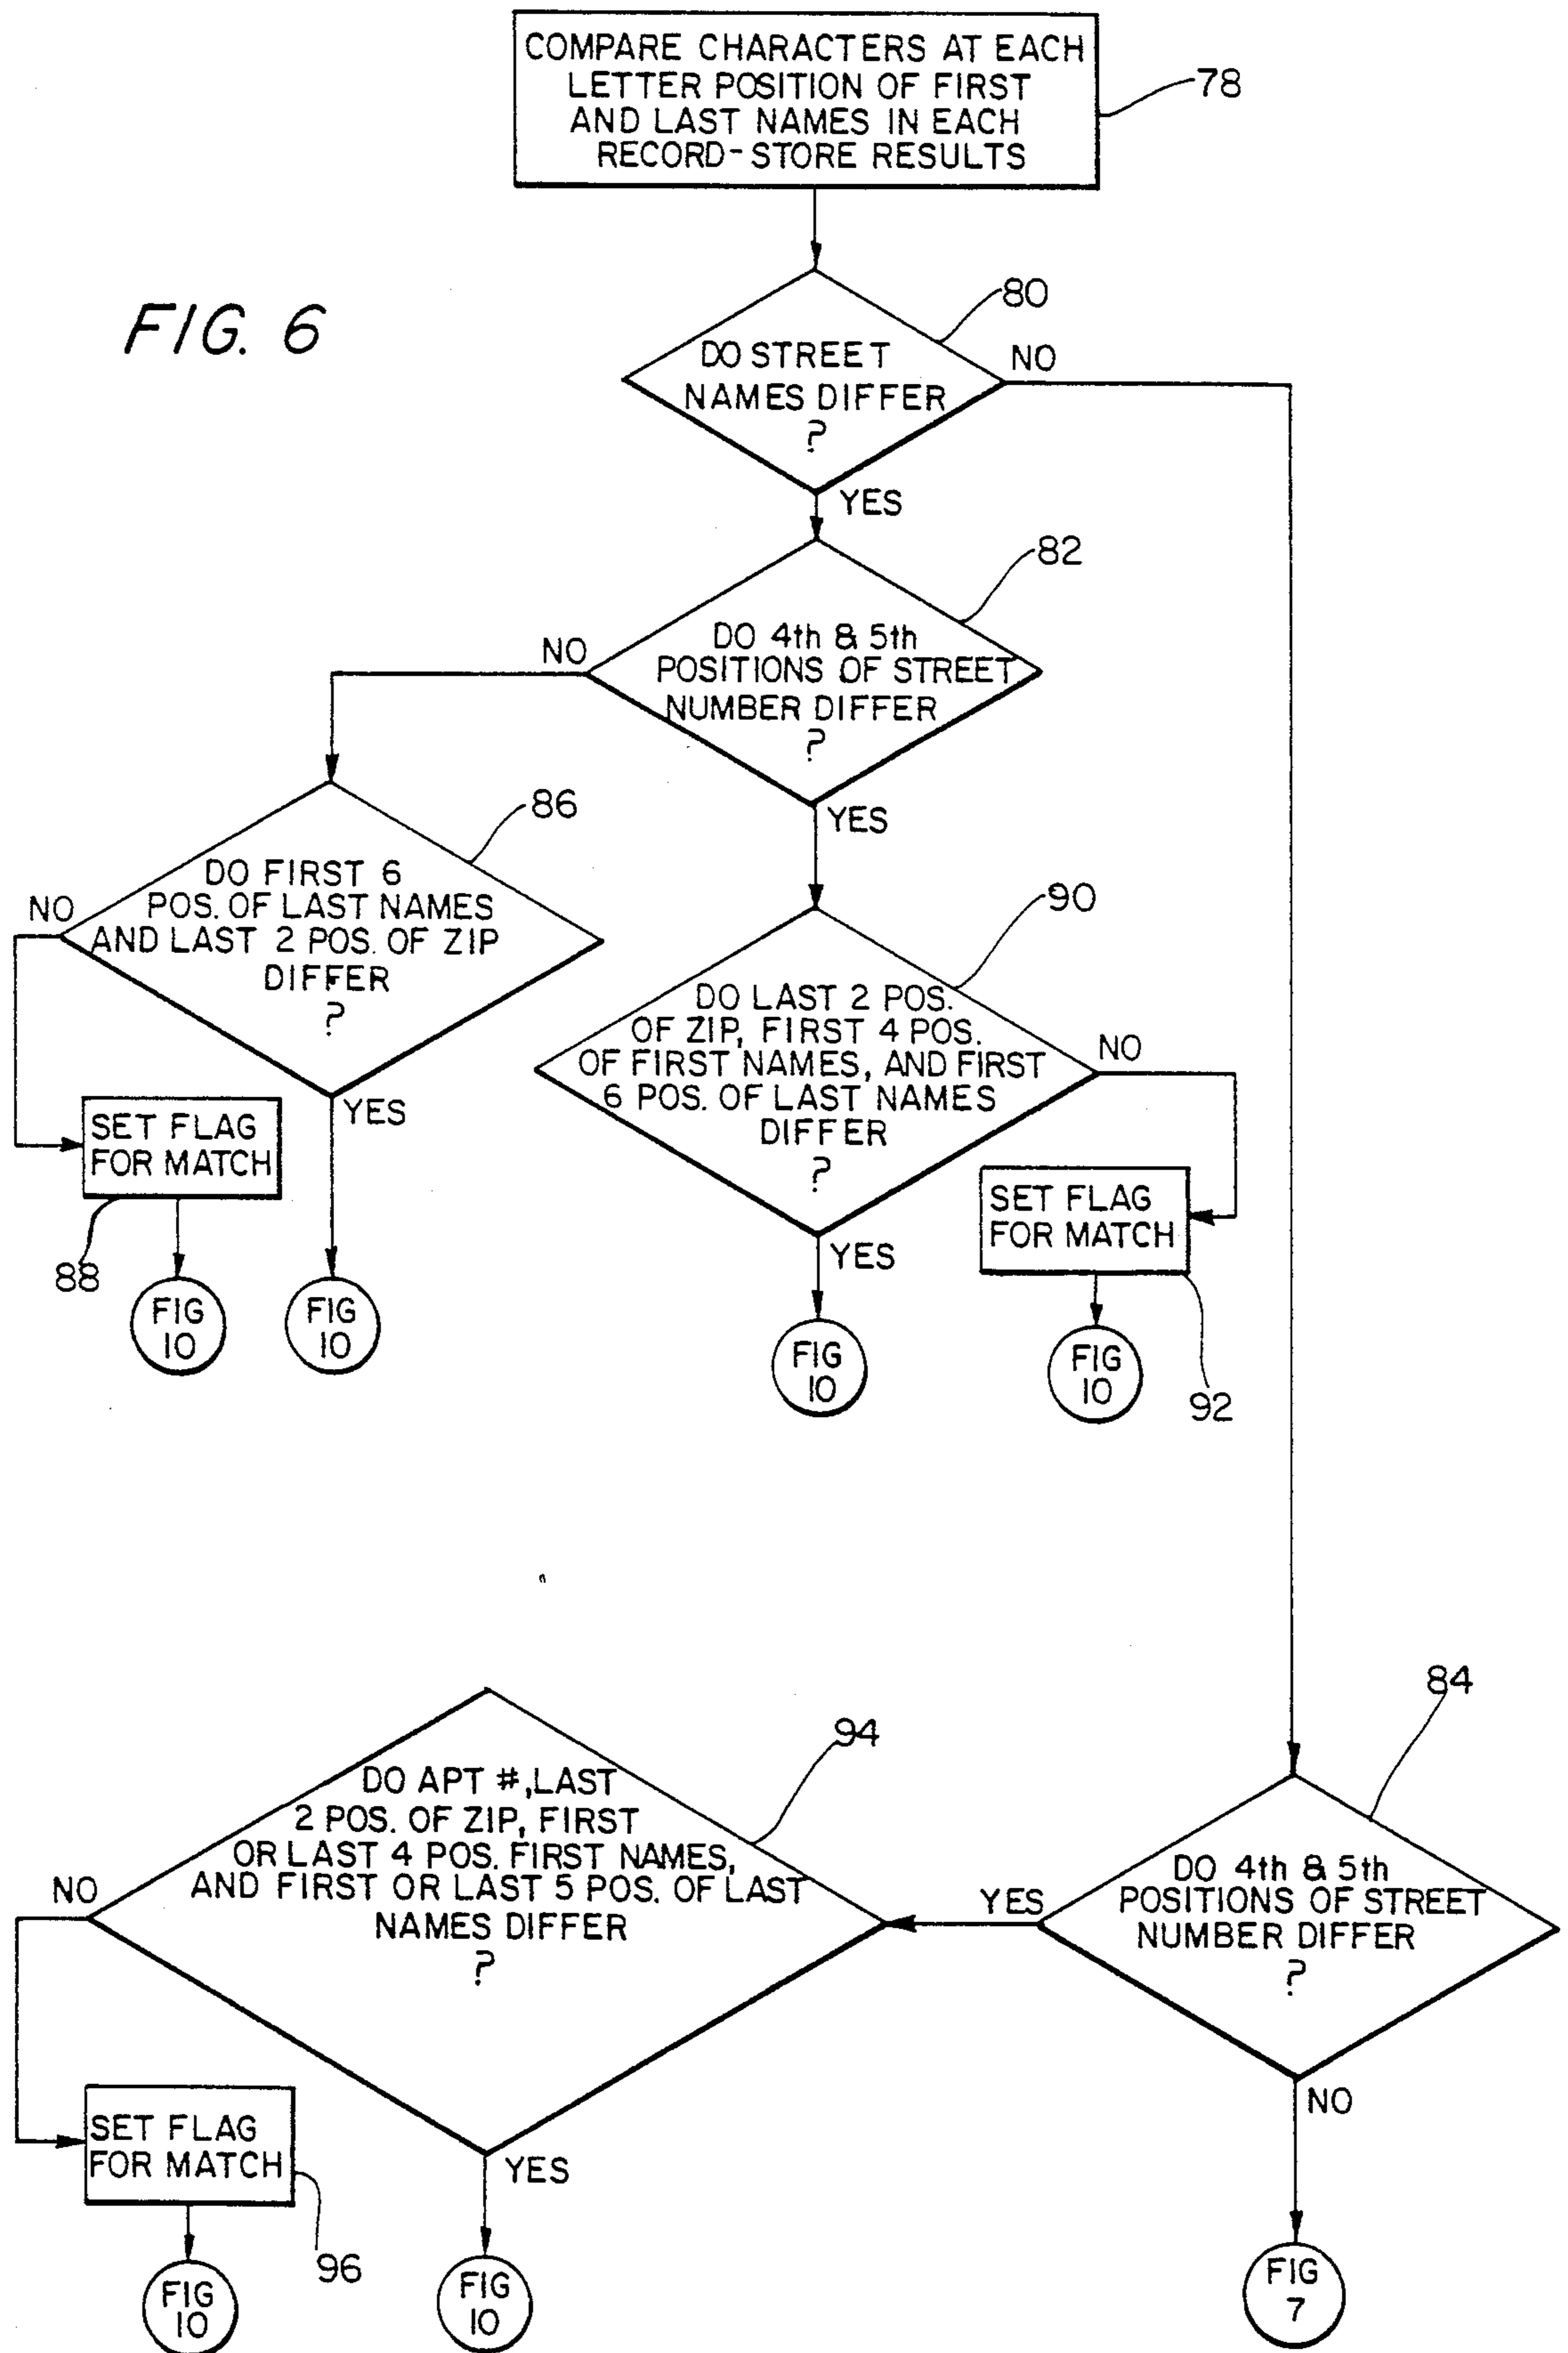 COMPARE CHARACTERS AT EACH
LETTER POSITION OF FIRST
AND LAST NAMES IN EACH
RECORD-STORE RESULTS
78
FIG. 6
80
DO STREET
NAMES DIFFER
?
NO
YES
82
DO 4th & 5th
POSITIONS OF STREET
NUMBER DIFFER
?
NO
YES
86
DO FIRST 6
POS. OF LAST NAMES
AND LAST 2 POS. OF ZIP
DIFFER
?
NO
YES
SET FLAG
FOR MATCH
88
FIG
10
FIG
10
90
DO LAST 2 POS.
OF ZIP, FIRST 4 POS.
OF FIRST NAMES, AND FIRST
6 POS. OF LAST NAMES
DIFFER
?
NO
YES
SET FLAG
FOR MATCH
92
FIG
10
FIG
10
84
DO 4th & 5th
POSITIONS OF STREET
NUMBER DIFFER
?
YES
NO
FIG
7
94
DO APT #, LAST
2 POS. OF ZIP, FIRST
OR LAST 4 POS. FIRST NAMES,
AND FIRST OR LAST 5 POS. OF LAST
NAMES DIFFER
?
NO
YES
SET FLAG
FOR MATCH
96
FIG
10
FIG
10